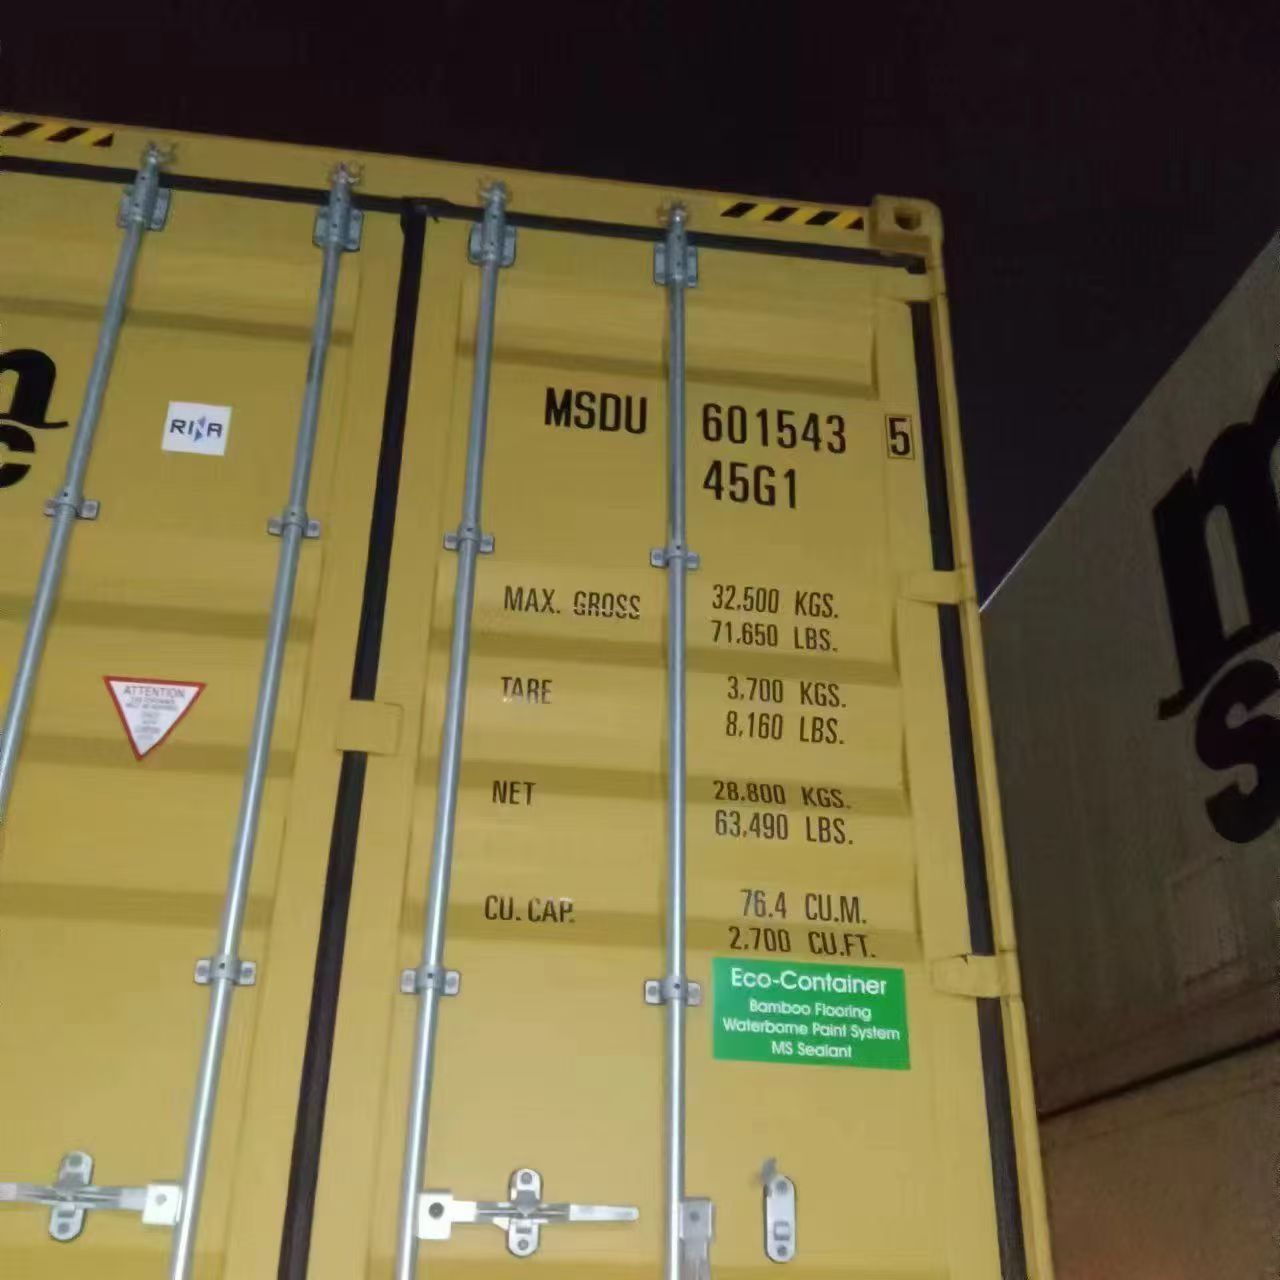 m
sc
RINA
MSDU 601543 5
45G1
MAX. GROSS 32.500 KGS.
71.650 LBS.
TARE 3.700 KGS.
8.160 LBS.
NET 28.800 KGS.
63.490 LBS.
CU. CAP. 76.4 CU.M.
2.700 CU.FT.
ATTENTION
Eco-Container
Bamboo Flooring
Waterborne Paint System
MS Sealant
m
s